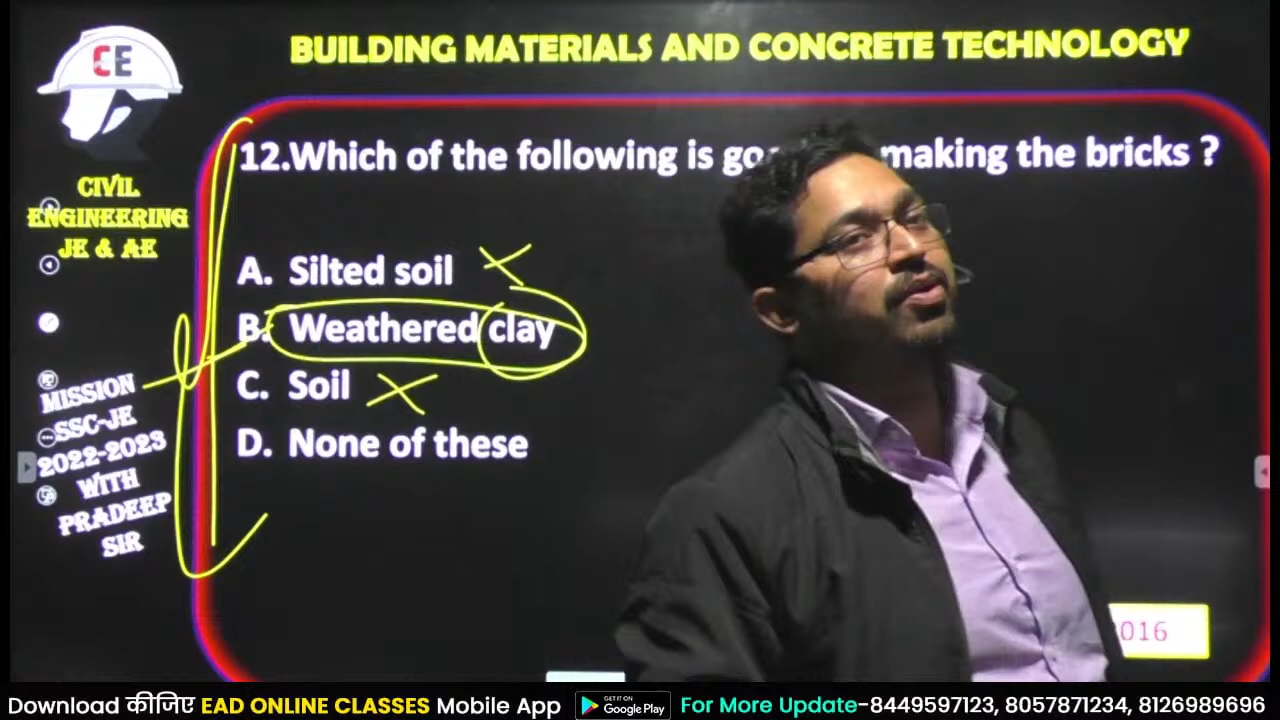 CE
BUILDING MATERIALS AND CONCRETE TECHNOLOGY
CIVIL
ENGINEERING
JE & AE
12.Which of the following is making the bricks ?
A. Silted soil
B. Weathered clay
C. Soil
D. None of these
MISSION
SSC-JE
2022-2023
WITH
PRADEEP
SIR
016
Download कीजिए EAD ONLINE CLASSES Mobile App GET IT ON Google Play For More Update-8449597123, 8057871234, 8126989696